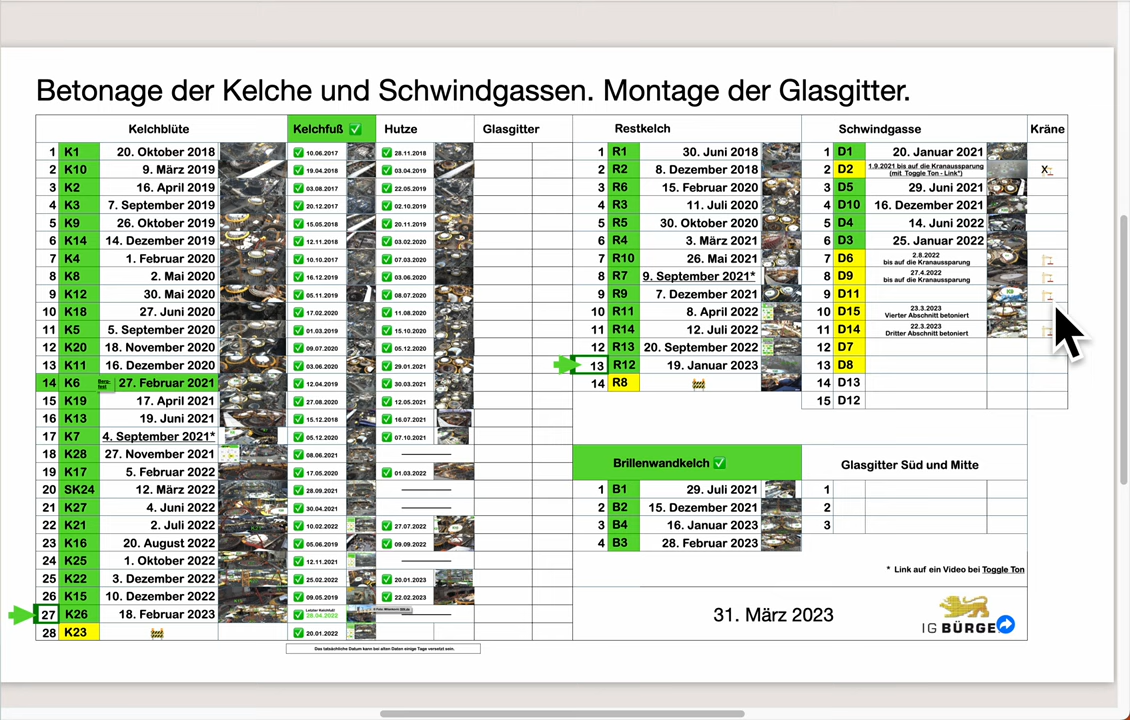 Betonage der Kelche und Schwindgassen. Montage der Glasgitter.
Kelchblüte Kelchfuß ✅ Hutze Glasgitter
1 K1 20. Oktober 2018 ✅ 10.06.2017 ✅ 28.11.2018
2 K10 9. März 2019 ✅ 19.04.2018 ✅ 03.04.2019
3 K2 16. April 2019 ✅ 03.08.2017 ✅ 22.05.2019
4 K3 7. September 2019 ✅ 20.12.2017 ✅ 02.10.2019
5 K9 26. Oktober 2019 ✅ 15.05.2018 ✅ 20.11.2019
6 K14 14. Dezember 2019 ✅ 12.11.2018 ✅ 03.02.2020
7 K4 1. Februar 2020 ✅ 10.10.2017 ✅ 07.03.2020
8 K8 2. Mai 2020 ✅ 16.12.2019 ✅ 03.06.2020
9 K12 30. Mai 2020 ✅ 05.11.2019 ✅ 08.07.2020
10 K18 27. Juni 2020 ✅ 17.02.2020 ✅ 11.08.2020
11 K5 5. September 2020 ✅ 01.03.2019 ✅ 15.10.2020
12 K20 18. November 2020 ✅ 09.07.2020 ✅ 05.12.2020
13 K11 16. Dezember 2020 ✅ 03.06.2020 ✅ 29.01.2021
14 K6 Berg-fest 27. Februar 2021 ✅ 12.04.2019 ✅ 30.03.2021
15 K19 17. April 2021 ✅ 27.08.2020 ✅ 12.05.2021
16 K13 19. Juni 2021 ✅ 15.12.2018 ✅ 16.07.2021
17 K7 4. September 2021* ✅ 05.12.2020 ✅ 07.10.2021
18 K28 27. November 2021 ✅ 08.06.2021
19 K17 5. Februar 2022 ✅ 17.05.2020 ✅ 01.03.2022
20 SK24 12. März 2022 ✅ 28.09.2021
21 K27 4. Juni 2022 ✅ 30.04.2021
22 K21 2. Juli 2022 ✅ 10.02.2022 ✅ 27.07.2022
23 K16 20. August 2022 ✅ 05.06.2019 ✅ 09.09.2022
24 K25 1. Oktober 2022 ✅ 12.11.2021
25 K22 3. Dezember 2022 ✅ 25.02.2022 ✅ 20.01.2023
26 K15 10. Dezember 2022 ✅ 09.05.2019 ✅ 22.02.2023
27 K26 18. Februar 2023 ✅ Letzter Kelchfuß! 28.04.2022
28 K23 🚧 ✅ 20.01.2022
Das tatsächliche Datum kann bei allen Daten einige Tage versetzt sein.
Restkelch
1 R1 30. Juni 2018
2 R2 8. Dezember 2018
3 R6 15. Februar 2020
4 R3 11. Juli 2020
5 R5 30. Oktober 2020
6 R4 3. März 2021
7 R10 26. Mai 2021
8 R7 9. September 2021*
9 R9 7. Dezember 2021
10 R11 8. April 2022
11 R14 12. Juli 2022
12 R13 20. September 2022
13 R12 19. Januar 2023
14 R8 🚧
Schwindgasse Kräne
1 D1 20. Januar 2021
2 D2 1.9.2021 bis auf die Kranaussparung X
(mit Toggle Ton - Link*)
3 D5 29. Juni 2021
4 D10 16. Dezember 2021
5 D4 14. Juni 2022
6 D3 25. Januar 2022
7 D6 2.8.2022
bis auf die Kranaussparung
8 D9 27.4.2022
bis auf die Kranaussparung
9 D11
10 D15 23.3.2023
Vierter Abschnitt betoniert
11 D14 22.3.2023
Dritter Abschnitt betoniert
12 D7
13 D8
14 D13
15 D12
Brillenwandkelch ✅
1 B1 29. Juli 2021
2 B2 15. Dezember 2021
3 B4 16. Januar 2023
4 B3 28. Februar 2023
Glasgitter Süd und Mitte
1
2
3
* Link auf ein Video bei Toggle Ton
31. März 2023
IG BÜRGE